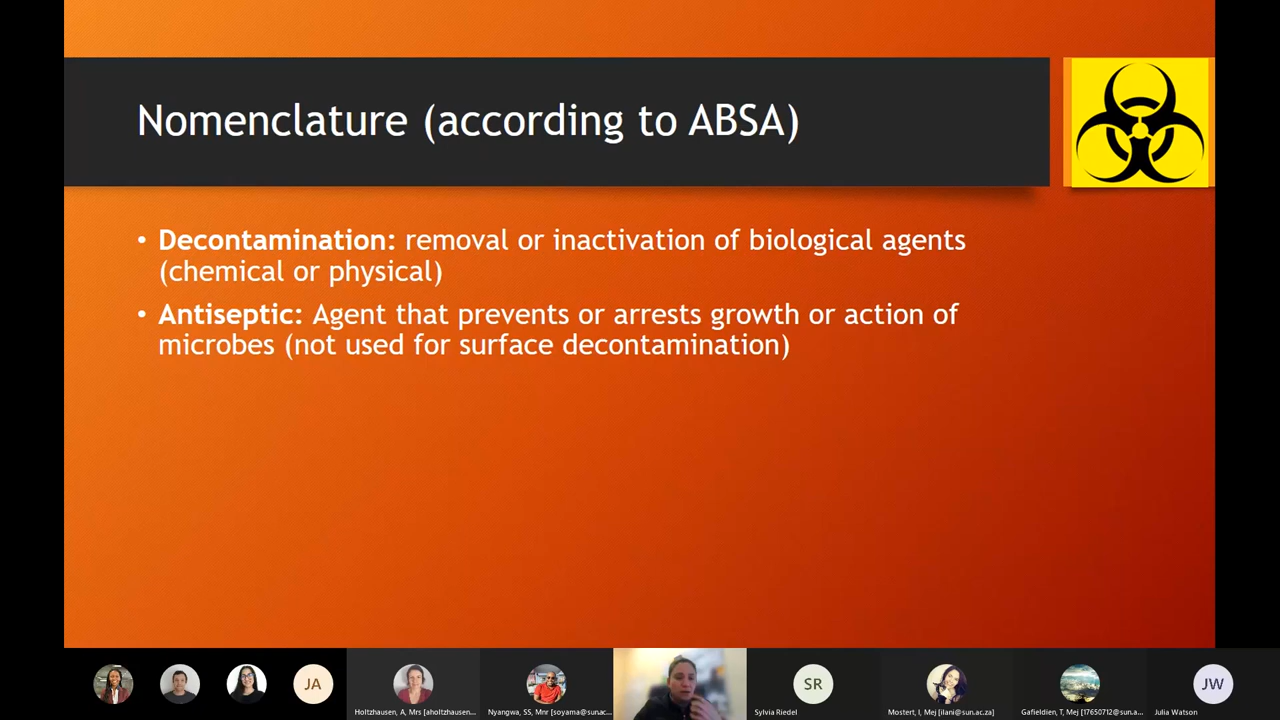 Nomenclature (according to ABSA)
• Decontamination: removal or inactivation of biological agents
(chemical or physical)
• Antiseptic: Agent that prevents or arrests growth or action of
microbes (not used for surface decontamination)
JA
SR
JW
Holtzhausen, A, Mrs [aholtzhausen...
Nyangwa, SS, Mnr [soyama@sunac...
Sylvia Riedel
Mostert, I, Mej [ilani@sun.ac.za]
Gafieldien, T, Mej [17650712@sun.a...
Julia Watson